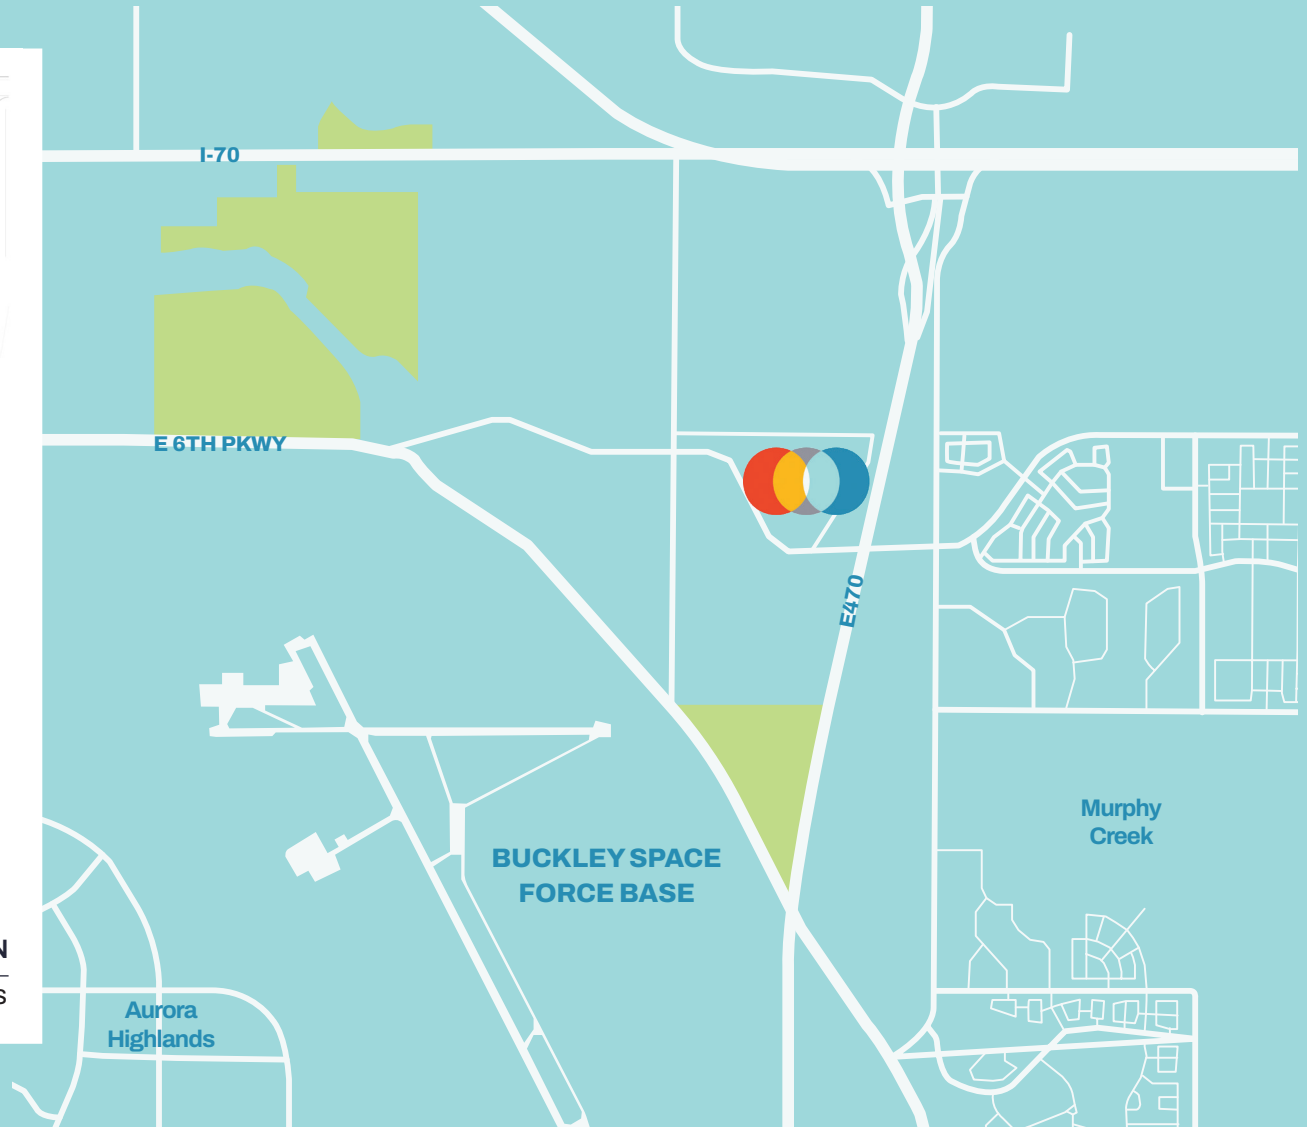 I-70
E 6TH PKWY
E470
Murphy
Creek
BUCKLEY SPACE
FORCE BASE
N
S
Aurora
Highlands